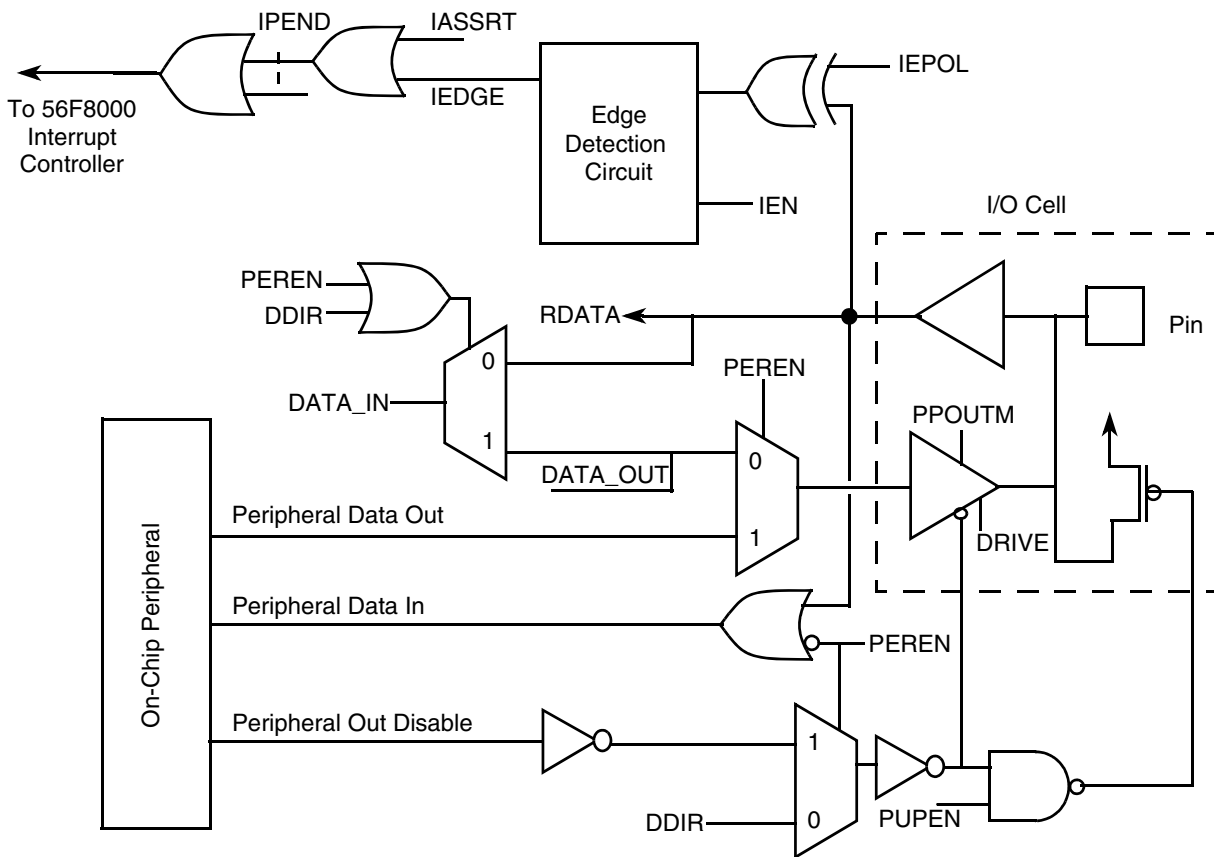 IPEND
IASSRT
IEPOL
To 56F8000
Interrupt
Controller
IEDGE
Edge
Detection
Circuit
IEN
I/O Cell
PEREN
DDIR
RDATA
Pin
0
PEREN
DATA_IN
PPOUTM
1
0
DATA_OUT
Peripheral Data Out
1
DRIVE
On-Chip Peripheral
Peripheral Data In
PEREN
Peripheral Out Disable
1
DDIR
0
PUPEN